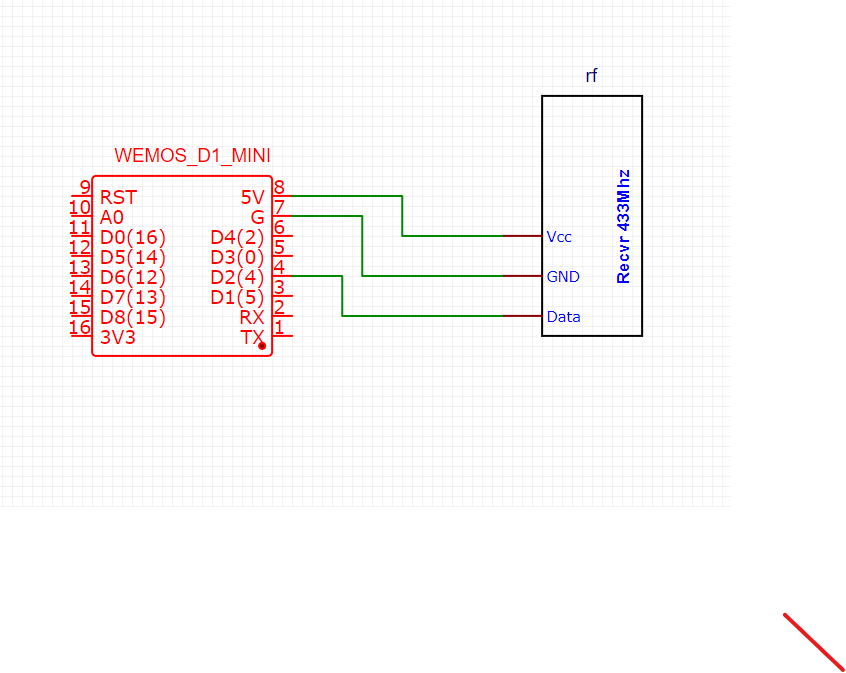 rf
WEMOS_D1_MINI
9 RST 5V 8
10 A0 G 7
11 D0(16) D4(2) 6
12 D5(14) D3(0) 5
13 D6(12) D2(4) 4
14 D7(13) D1(5) 3
15 D8(15) RX 2
16 3V3 TX 1
Vcc
GND
Data
Recvr 433Mhz